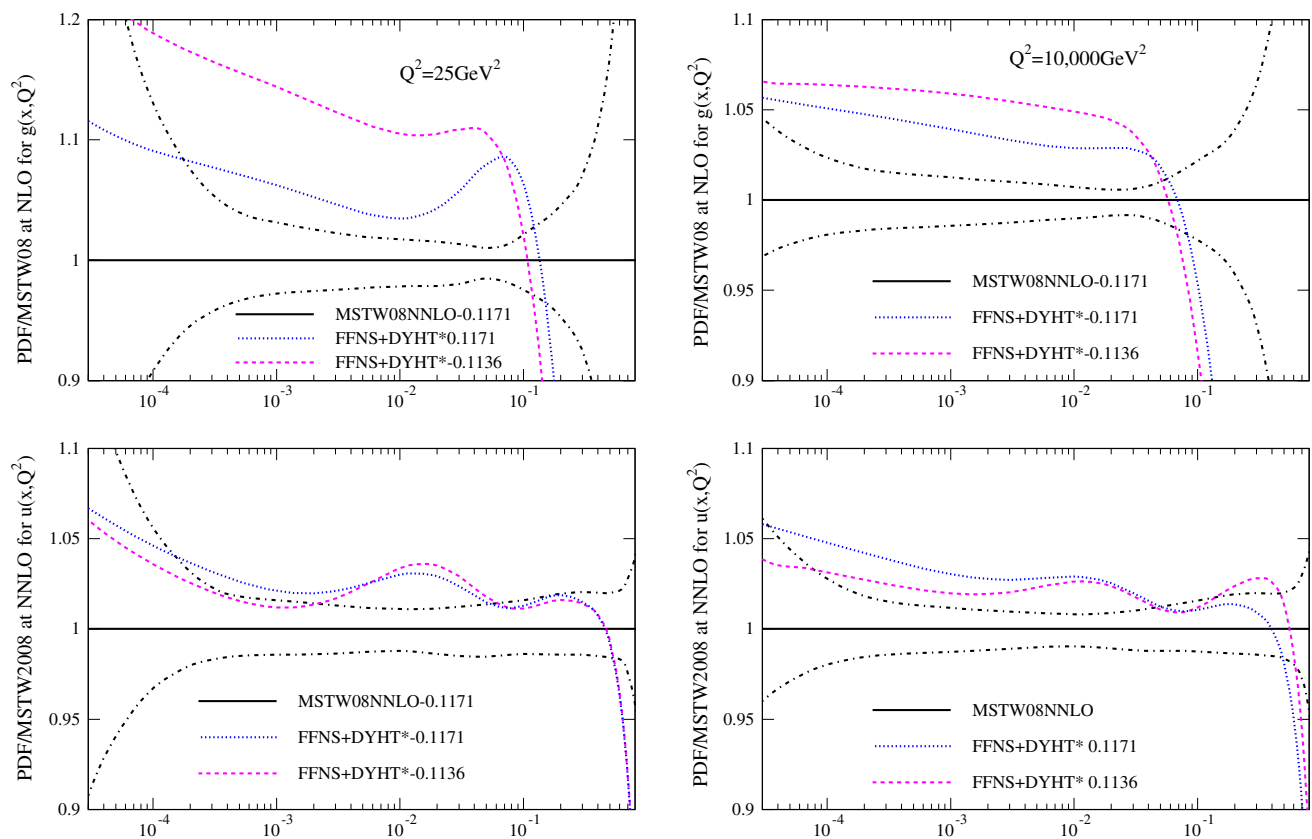 PDF/MSTW08 at NLO for g(x,Q²)
1.2
1.1
1
0.9
Q²=25GeV²
MSTW08NNLO-0.1171
FFNS+DYHT*0.1171
FFNS+DYHT*-0.1136
10⁻⁴ 10⁻³ 10⁻² 10⁻¹
PDF/MSTW08 at NLO for g(x,Q²)
1.1
1.05
1
0.95
0.9
Q²=10,000GeV²
MSTW08NNLO-0.1171
FFNS+DYHT*-0.1171
FFNS+DYHT*-0.1136
10⁻⁴ 10⁻³ 10⁻² 10⁻¹
PDF/MSTW2008 at NNLO for u(x,Q²)
1.1
1.05
1
0.95
0.9
MSTW08NNLO-0.1171
FFNS+DYHT*-0.1171
FFNS+DYHT*-0.1136
10⁻⁴ 10⁻³ 10⁻² 10⁻¹
PDF/MSTW2008 at NNLO for u(x,Q²)
1.1
1.05
1
0.95
0.9
MSTW08NNLO
FFNS+DYHT* 0.1171
FFNS+DYHT* 0.1136
10⁻⁴ 10⁻³ 10⁻² 10⁻¹